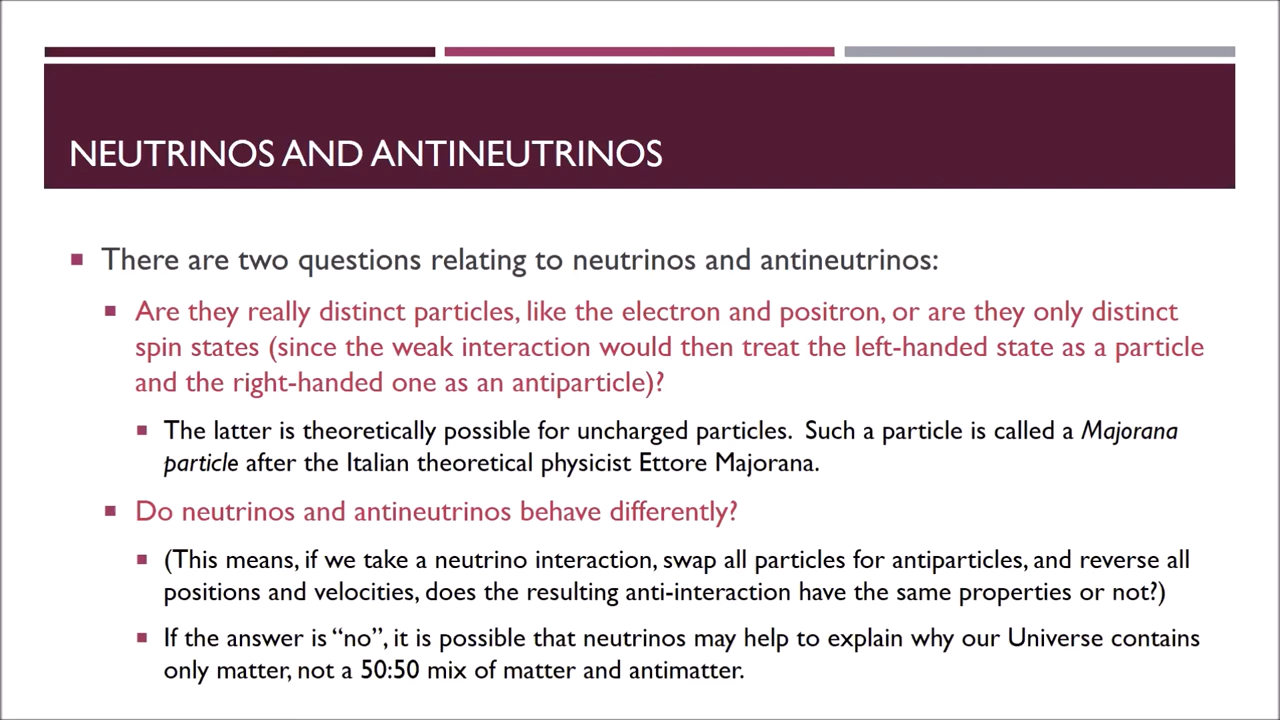 NEUTRINOS AND ANTINEUTRINOS
There are two questions relating to neutrinos and antineutrinos:
Are they really distinct particles, like the electron and positron, or are they only distinct
spin states (since the weak interaction would then treat the left-handed state as a particle
and the right-handed one as an antiparticle)?
The latter is theoretically possible for uncharged particles. Such a particle is called a Majorana
particle after the Italian theoretical physicist Ettore Majorana.
Do neutrinos and antineutrinos behave differently?
(This means, if we take a neutrino interaction, swap all particles for antiparticles, and reverse all
positions and velocities, does the resulting anti-interaction have the same properties or not?)
If the answer is “no”, it is possible that neutrinos may help to explain why our Universe contains
only matter, not a 50:50 mix of matter and antimatter.